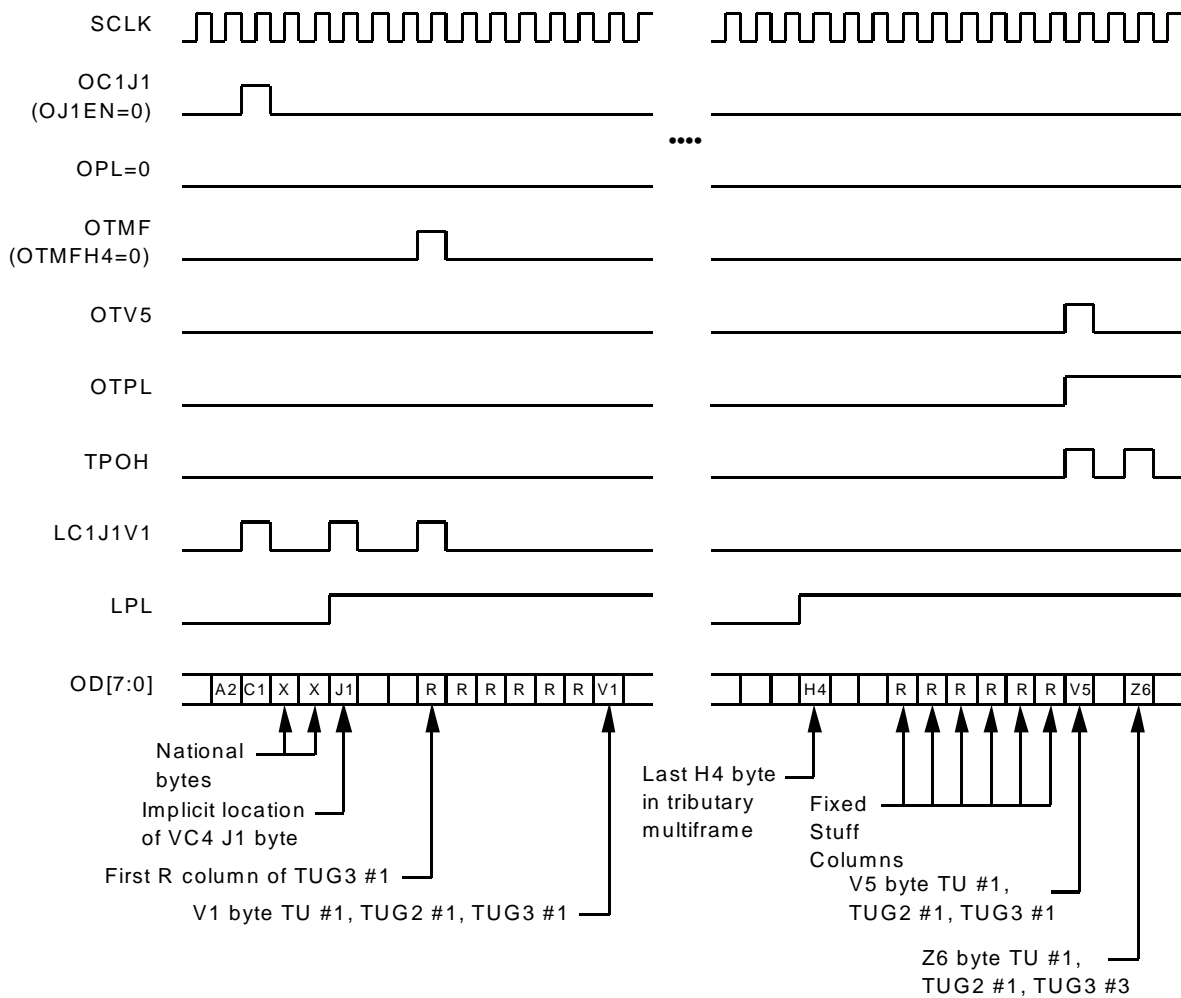 SCLK
OC1J1
(OJ1EN=0)
OPL=0
OTMF
(OTMFH4=0)
OTV5
OTPL
TPOH
LC1J1V1
LPL
OD[7:0]
A2 C1 X X J1 R R R R R R V1 H4 R R R R R R V5 Z6
National
bytes
Implicit location
of VC4 J1 byte
First R column of TUG3 #1
V1 byte TU #1, TUG2 #1, TUG3 #1
Last H4 byte
in tributary
multiframe
Fixed
Stuff
Columns
V5 byte TU #1,
TUG2 #1, TUG3 #1
Z6 byte TU #1,
TUG2 #1, TUG3 #3